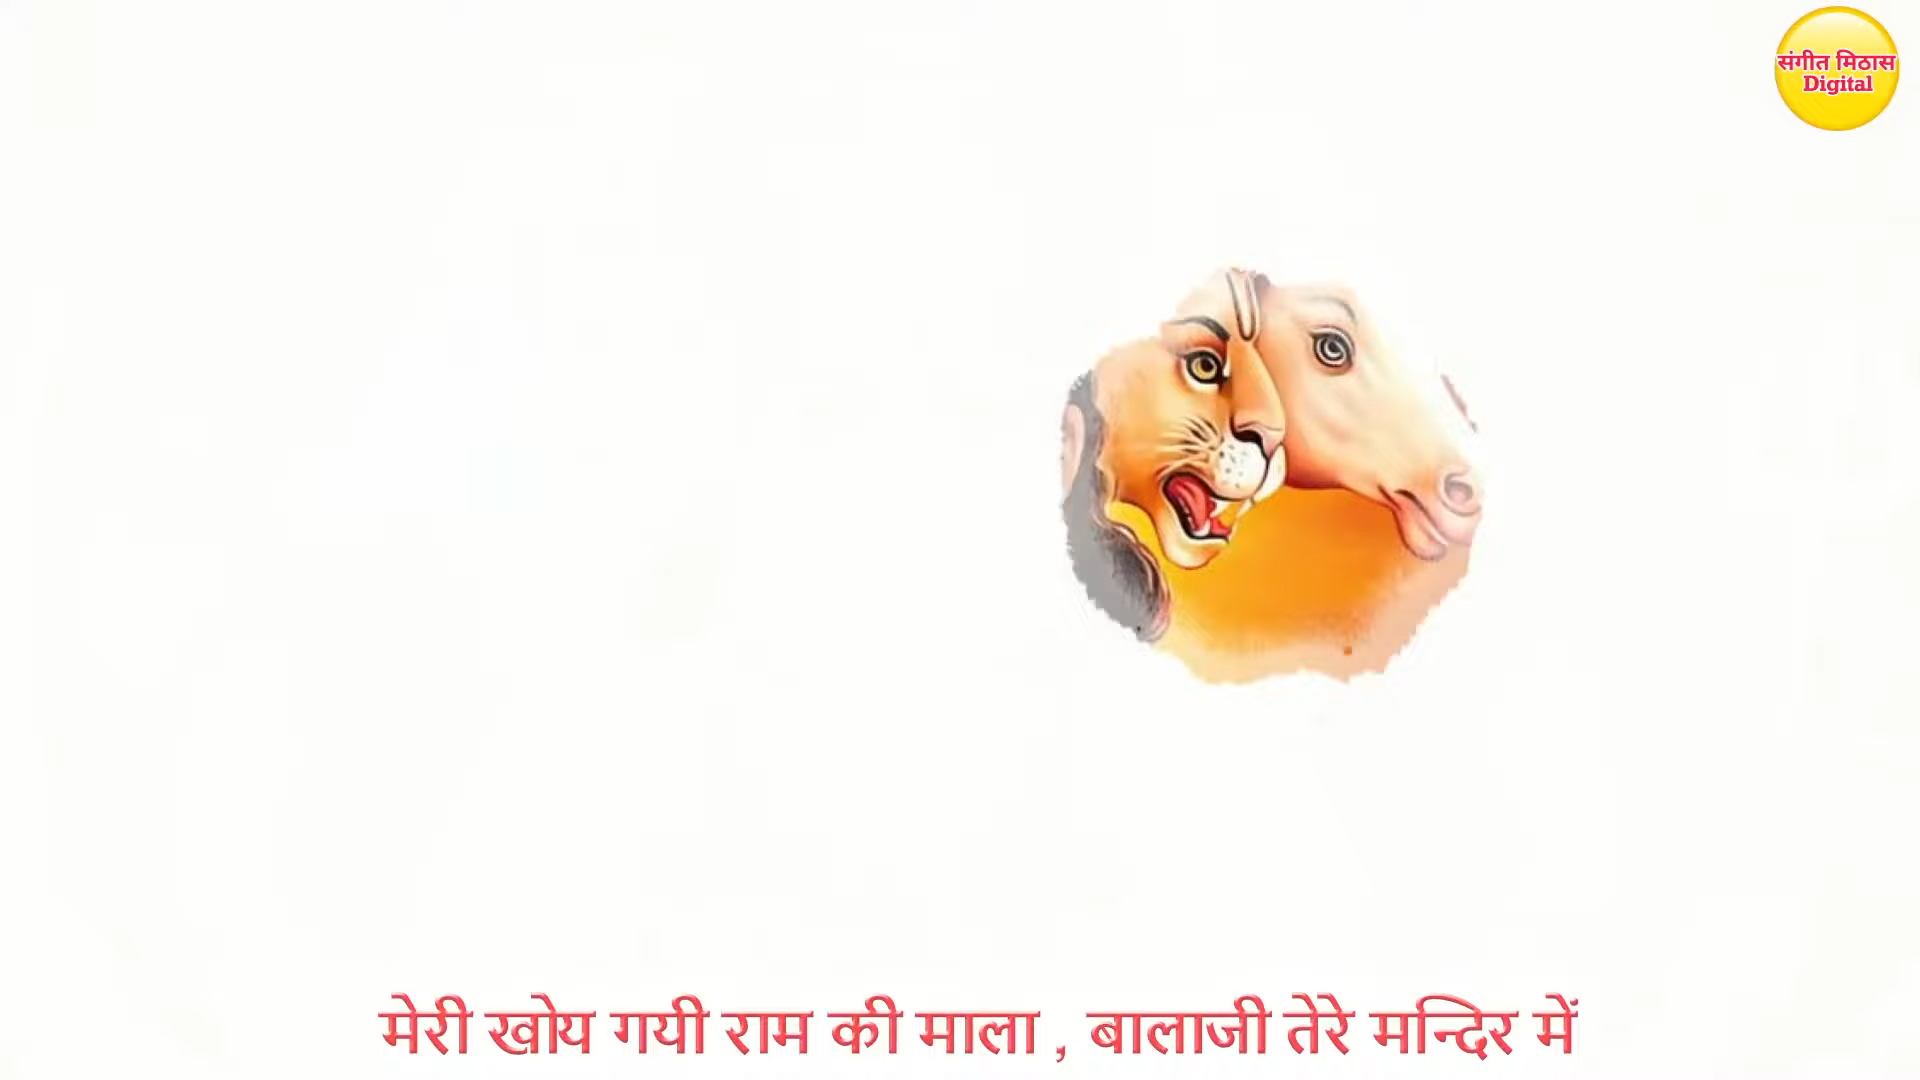 संगीत मिठास
Digital
मेरी खोय गयी राम की माला , बालाजी तेरे मन्दिर में